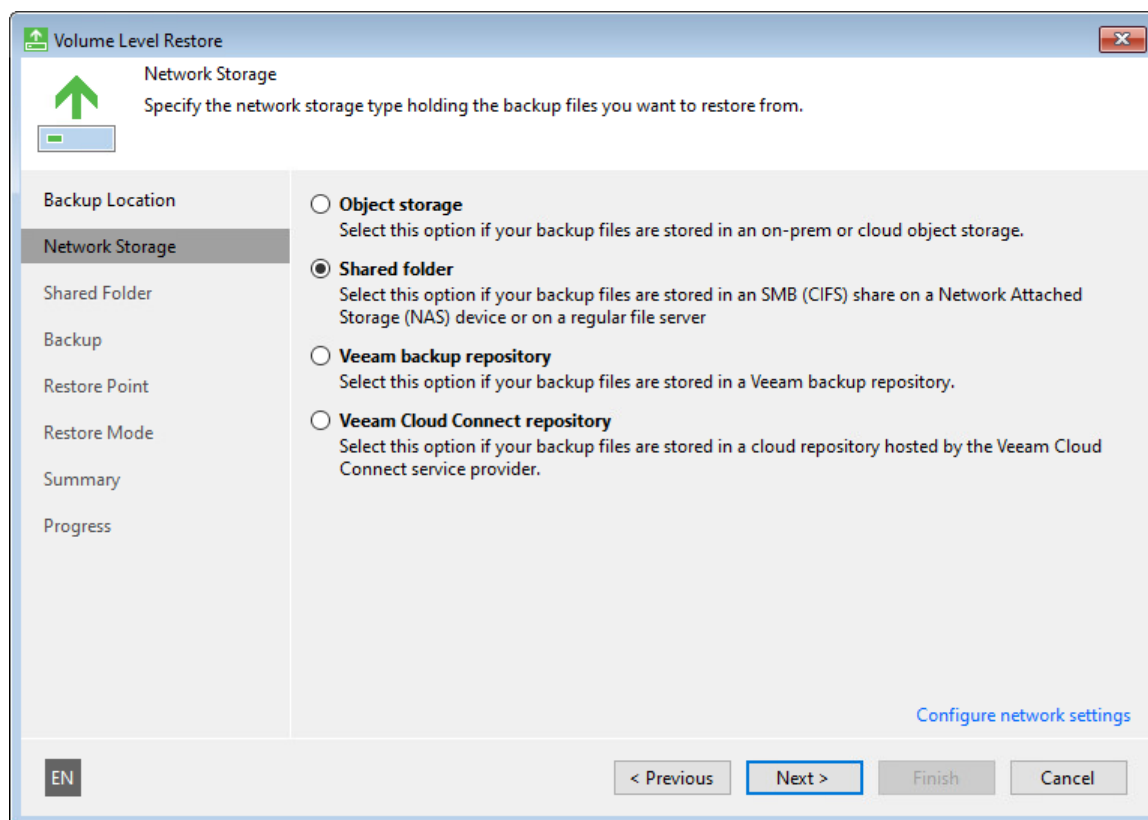 Volume Level Restore
Network Storage
Specify the network storage type holding the backup files you want to restore from.
Backup Location
Network Storage
Shared Folder
Backup
Restore Point
Restore Mode
Summary
Progress
Object storage
Select this option if your backup files are stored in an on-prem or cloud object storage.
Shared folder
Select this option if your backup files are stored in an SMB (CIFS) share on a Network Attached
Storage (NAS) device or on a regular file server
Veeam backup repository
Select this option if your backup files are stored in a Veeam backup repository.
Veeam Cloud Connect repository
Select this option if your backup files are stored in a cloud repository hosted by the Veeam Cloud
Connect service provider.
Configure network settings
EN
< Previous
Next >
Finish
Cancel